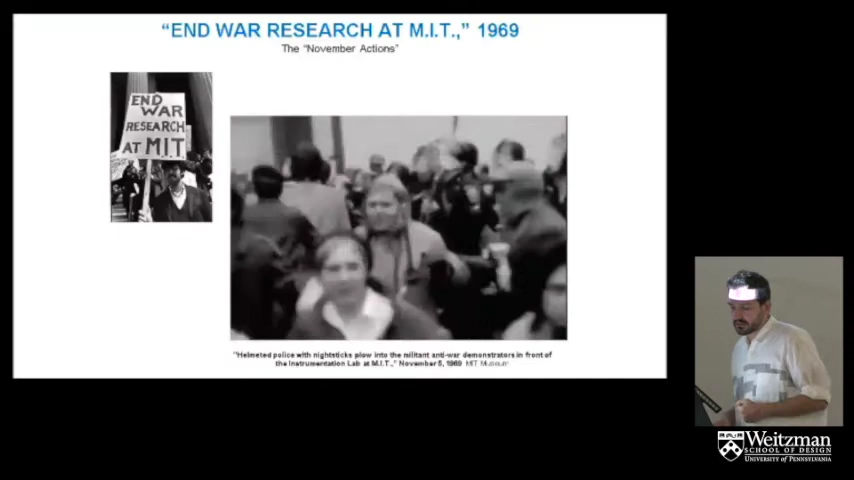 “END WAR RESEARCH AT M.I.T.,” 1969
The “November Actions”
END
WAR
RESEARCH
AT MIT
“Helmeted police with nightsticks plow into the militant anti-war demonstrators in front of
the Instrumentation Lab at M.I.T.,” November 5, 1969 MIT Museum
Weitzman
SCHOOL OF DESIGN
UNIVERSITY OF PENNSYLVANIA